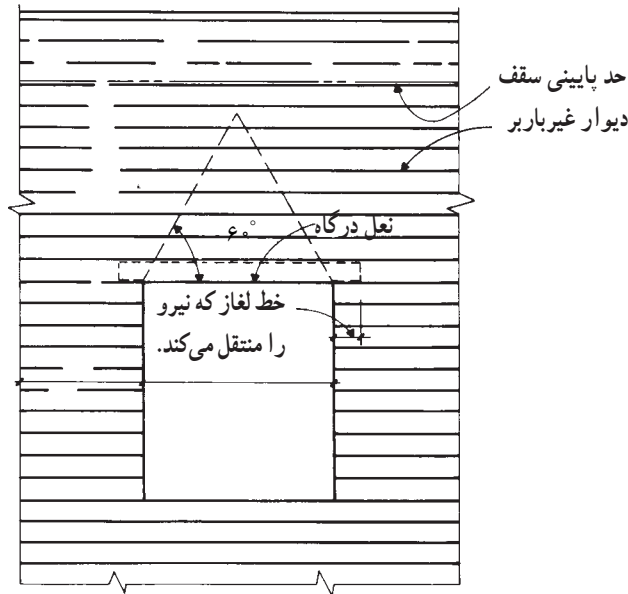 حد پایینی سقف
دیوار غیرباربر
نعل درگاه
۶۰°
خط لغاز که نیرو
را منتقل می‌کند.